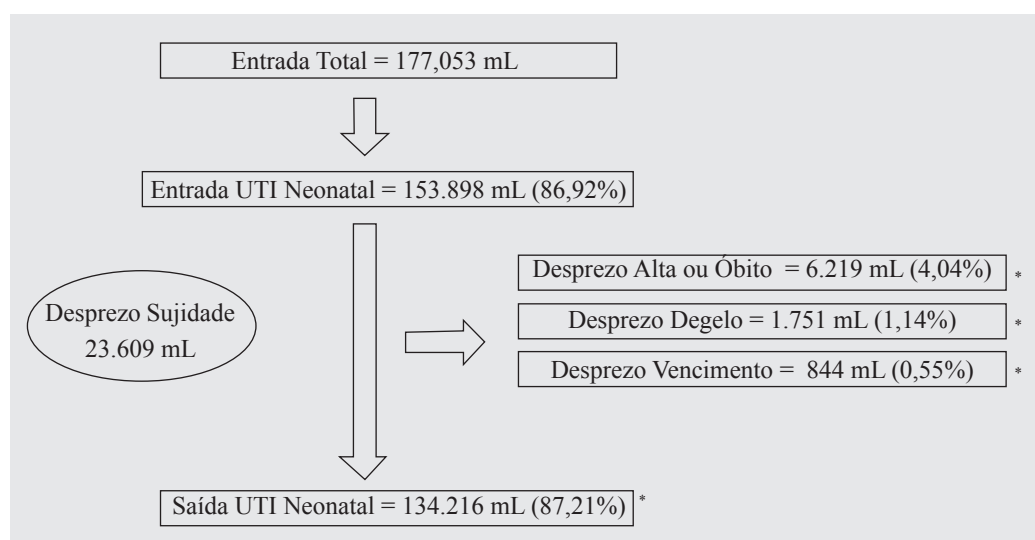 Entrada Total = 177,053 mL
Entrada UTI Neonatal = 153.898 mL (86,92%)
Desprezo Sujidade
23.609 mL
Desprezo Alta ou Óbito = 6.219 mL (4,04%) *
Desprezo Degelo = 1.751 mL (1,14%) *
Desprezo Vencimento = 844 mL (0,55%) *
Saída UTI Neonatal = 134.216 mL (87,21%) *